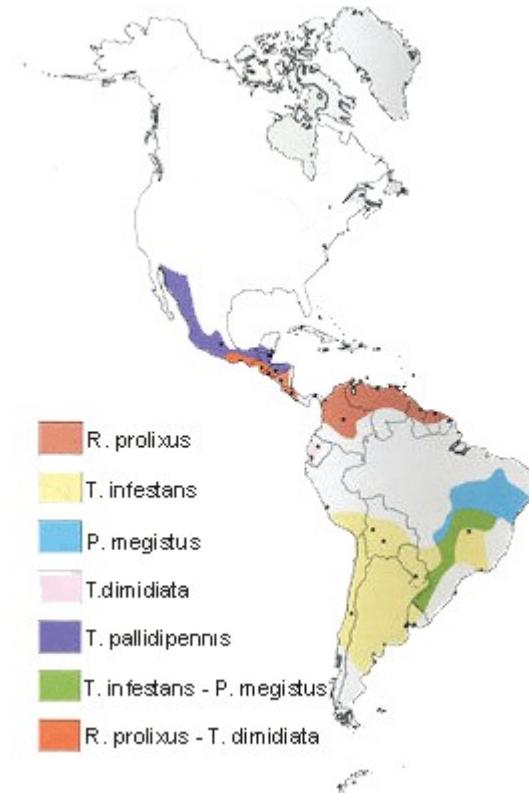 R. prolixus
T. infestans
P. megistus
T.dimidiata
T. pallidipennis
T. infestans - P. megistus
R. prolixus - T. dimidiata